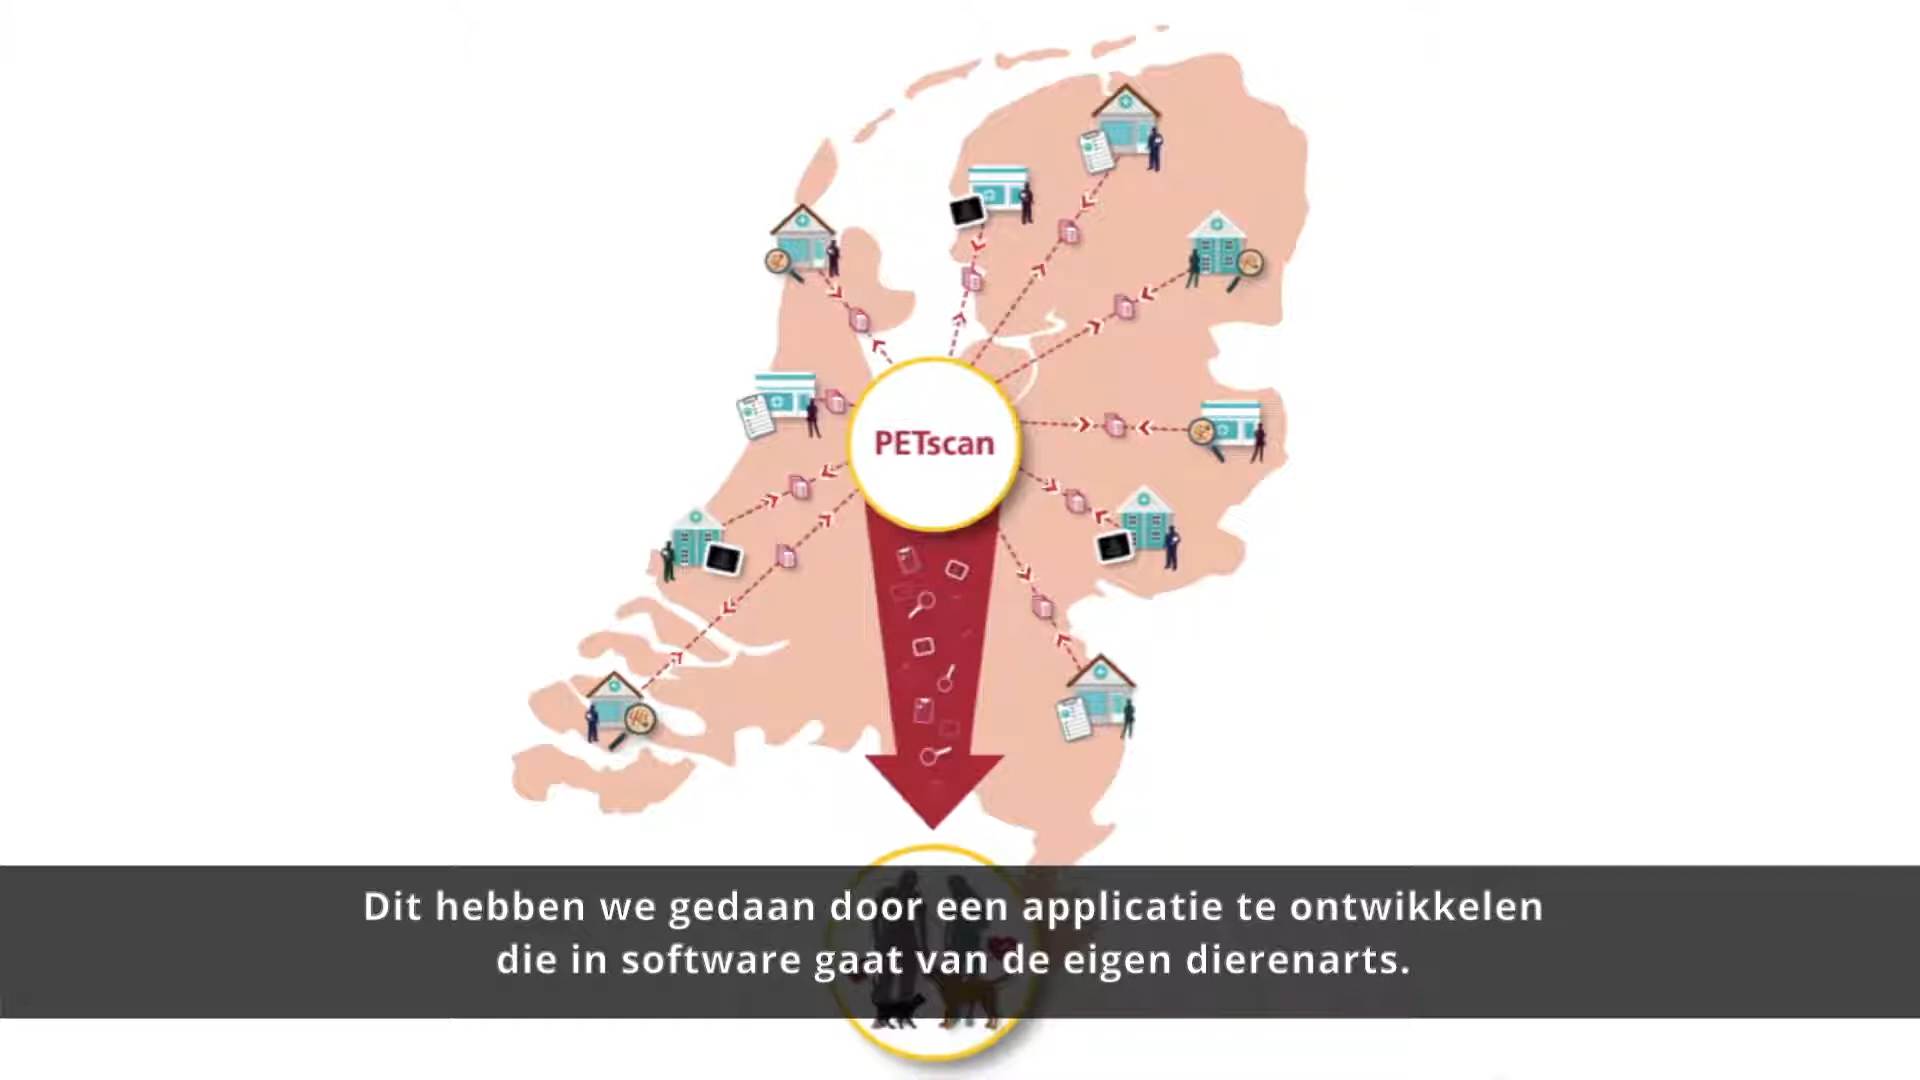 PETscan
Dit hebben we gedaan door een applicatie te ontwikkelen
die in software gaat van de eigen dierenarts.